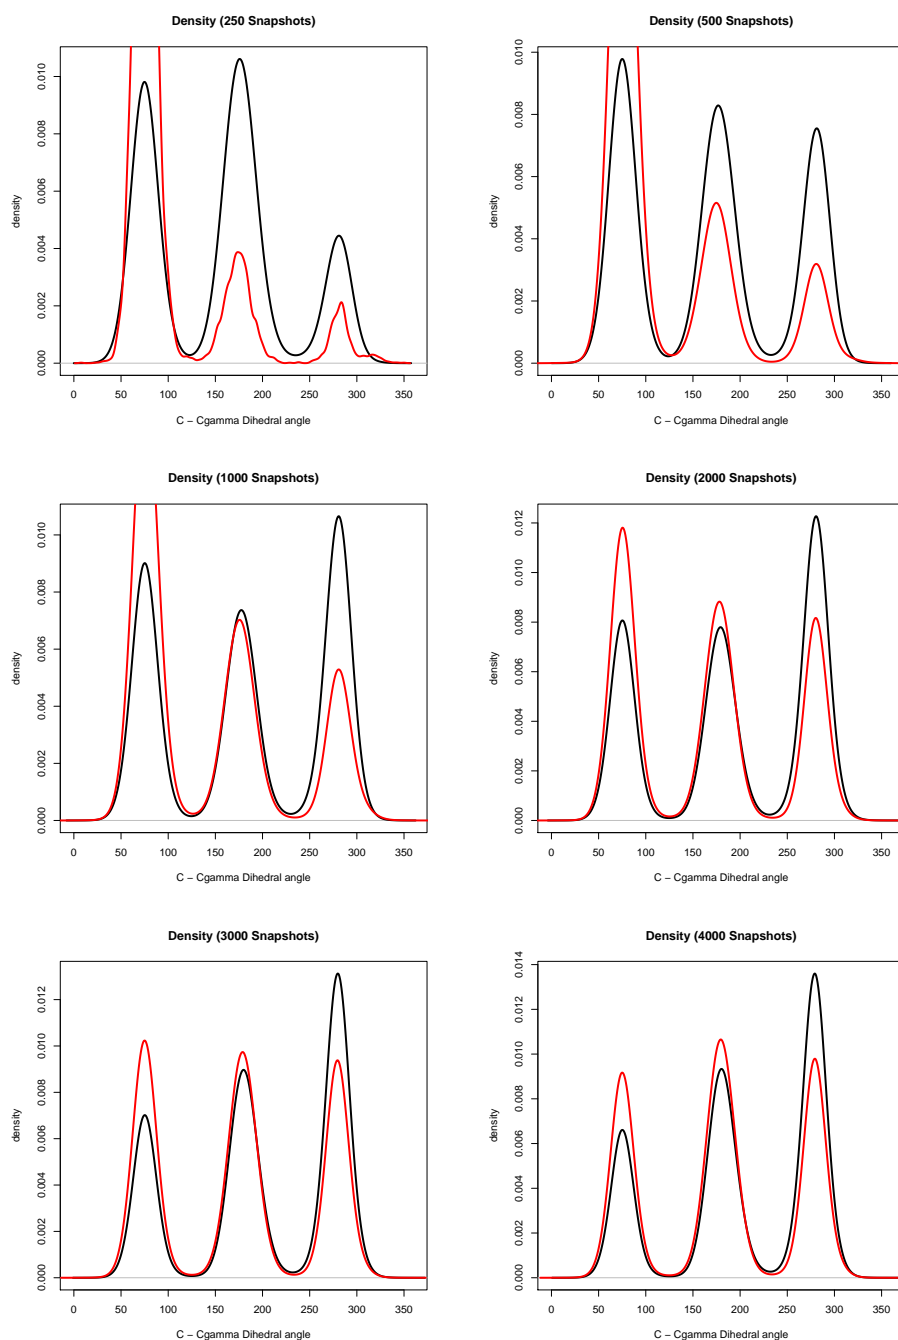 Density (250 Snapshots)
density
0.000 0.002 0.004 0.006 0.008 0.010
0 50 100 150 200 250 300 350
C − Cgamma Dihedral angle
Density (500 Snapshots)
density
0.000 0.002 0.004 0.006 0.008 0.010
0 50 100 150 200 250 300 350
C − Cgamma Dihedral angle
Density (1000 Snapshots)
density
0.000 0.002 0.004 0.006 0.008 0.010
0 50 100 150 200 250 300 350
C − Cgamma Dihedral angle
Density (2000 Snapshots)
density
0.000 0.002 0.004 0.006 0.008 0.010 0.012
0 50 100 150 200 250 300 350
C − Cgamma Dihedral angle
Density (3000 Snapshots)
density
0.000 0.002 0.004 0.006 0.008 0.010 0.012
0 50 100 150 200 250 300 350
C − Cgamma Dihedral angle
Density (4000 Snapshots)
density
0.000 0.002 0.004 0.006 0.008 0.010 0.012 0.014
0 50 100 150 200 250 300 350
C − Cgamma Dihedral angle